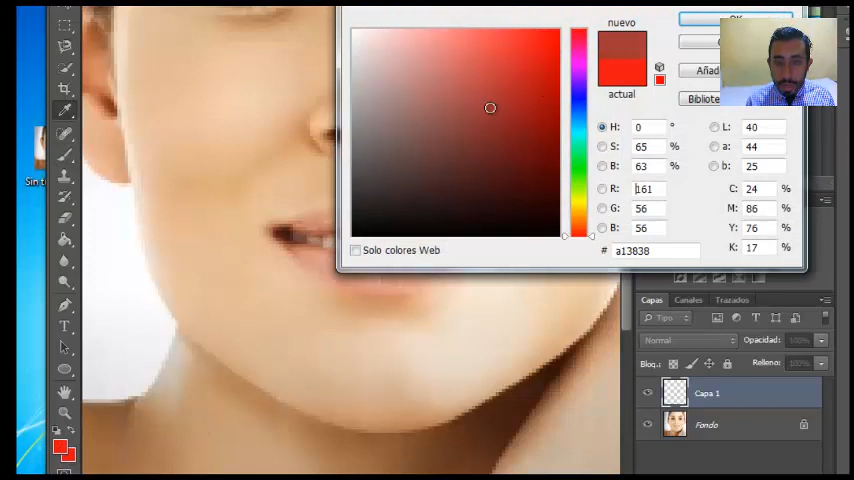 nuevo
actual
Añad
Bibliote
H: 0 °
S: 65 %
B: 63 %
R: 161
G: 56
B: 56
L: 40
a: 44
b: 25
C: 24 %
M: 86 %
Y: 76 %
K: 17 %
# a13838
Solo colores Web
Sin tí
Capas Canales Trazados
Tipo
Normal Opacidad: 100%
Bloq.: Relleno: 100%
Capa 1
Fondo